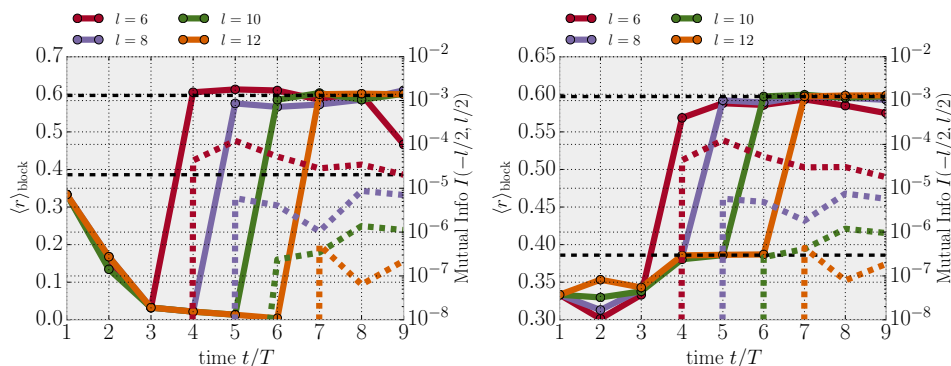 l = 6 l = 10
l = 8 l = 12
0.7
0.6
0.5
0.4
0.3
0.2
0.1
0.0
⟨r⟩block
10⁻²
10⁻³
10⁻⁴
10⁻⁵
10⁻⁶
10⁻⁷
10⁻⁸
Mutual Info I(−l/2, l/2)
1 2 3 4 5 6 7 8 9
time t/T
l = 6 l = 10
l = 8 l = 12
0.65
0.60
0.55
0.50
0.45
0.40
0.35
0.30
⟨r⟩block
10⁻²
10⁻³
10⁻⁴
10⁻⁵
10⁻⁶
10⁻⁷
10⁻⁸
Mutual Info I(−l/2, l/2)
1 2 3 4 5 6 7 8 9
time t/T